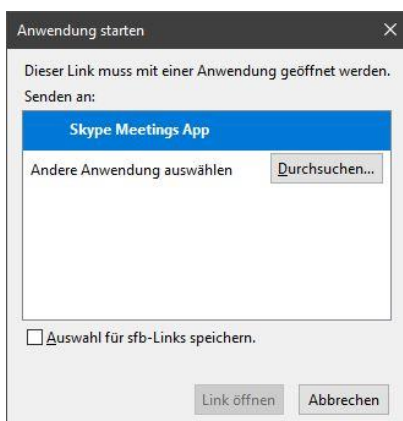 Anwendung starten
Dieser Link muss mit einer Anwendung geöffnet werden.
Senden an:
Skype Meetings App
Andere Anwendung auswählen
Durchsuchen...
Auswahl für sfb-Links speichern.
Link öffnen
Abbrechen